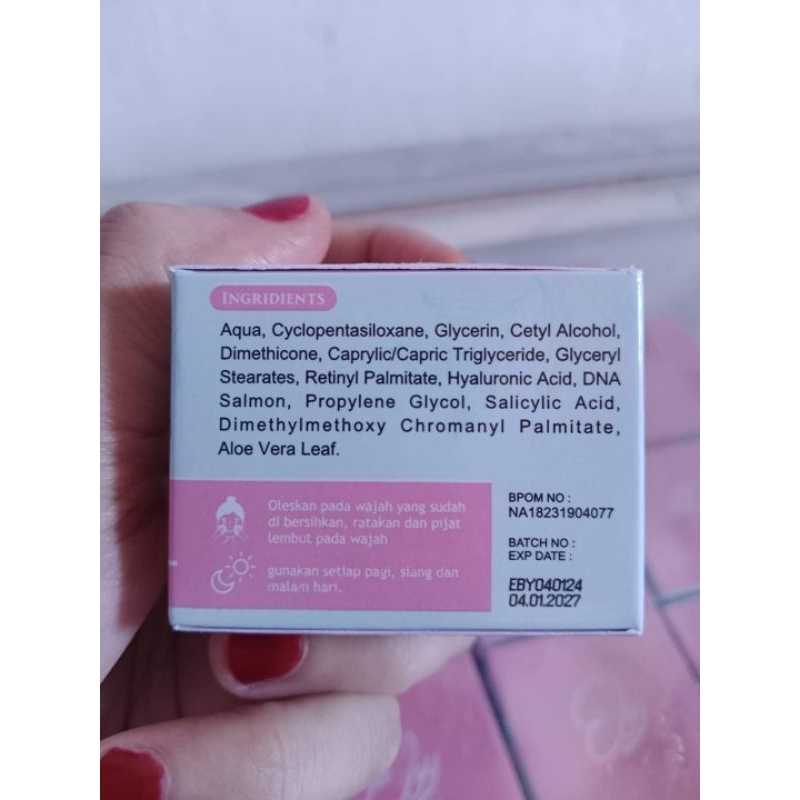 INGRIDIENTS
Aqua, Cyclopentasiloxane, Glycerin, Cetyl Alcohol,
Dimethicone, Caprylic/Capric Triglyceride, Glyceryl
Stearates, Retinyl Palmitate, Hyaluronic Acid, DNA
Salmon, Propylene Glycol, Salicylic Acid,
Dimethylmethoxy Chromanyl Palmitate,
Aloe Vera Leaf.
Oleskan pada wajah yang sudah
di bersihkan, ratakan dan pijat
lembut pada wajah
gunakan setiap pagi, siang dan
malam hari.
BPOM NO :
NA18231904077
BATCH NO :
EXP DATE :
EBY040124
04.01.2027